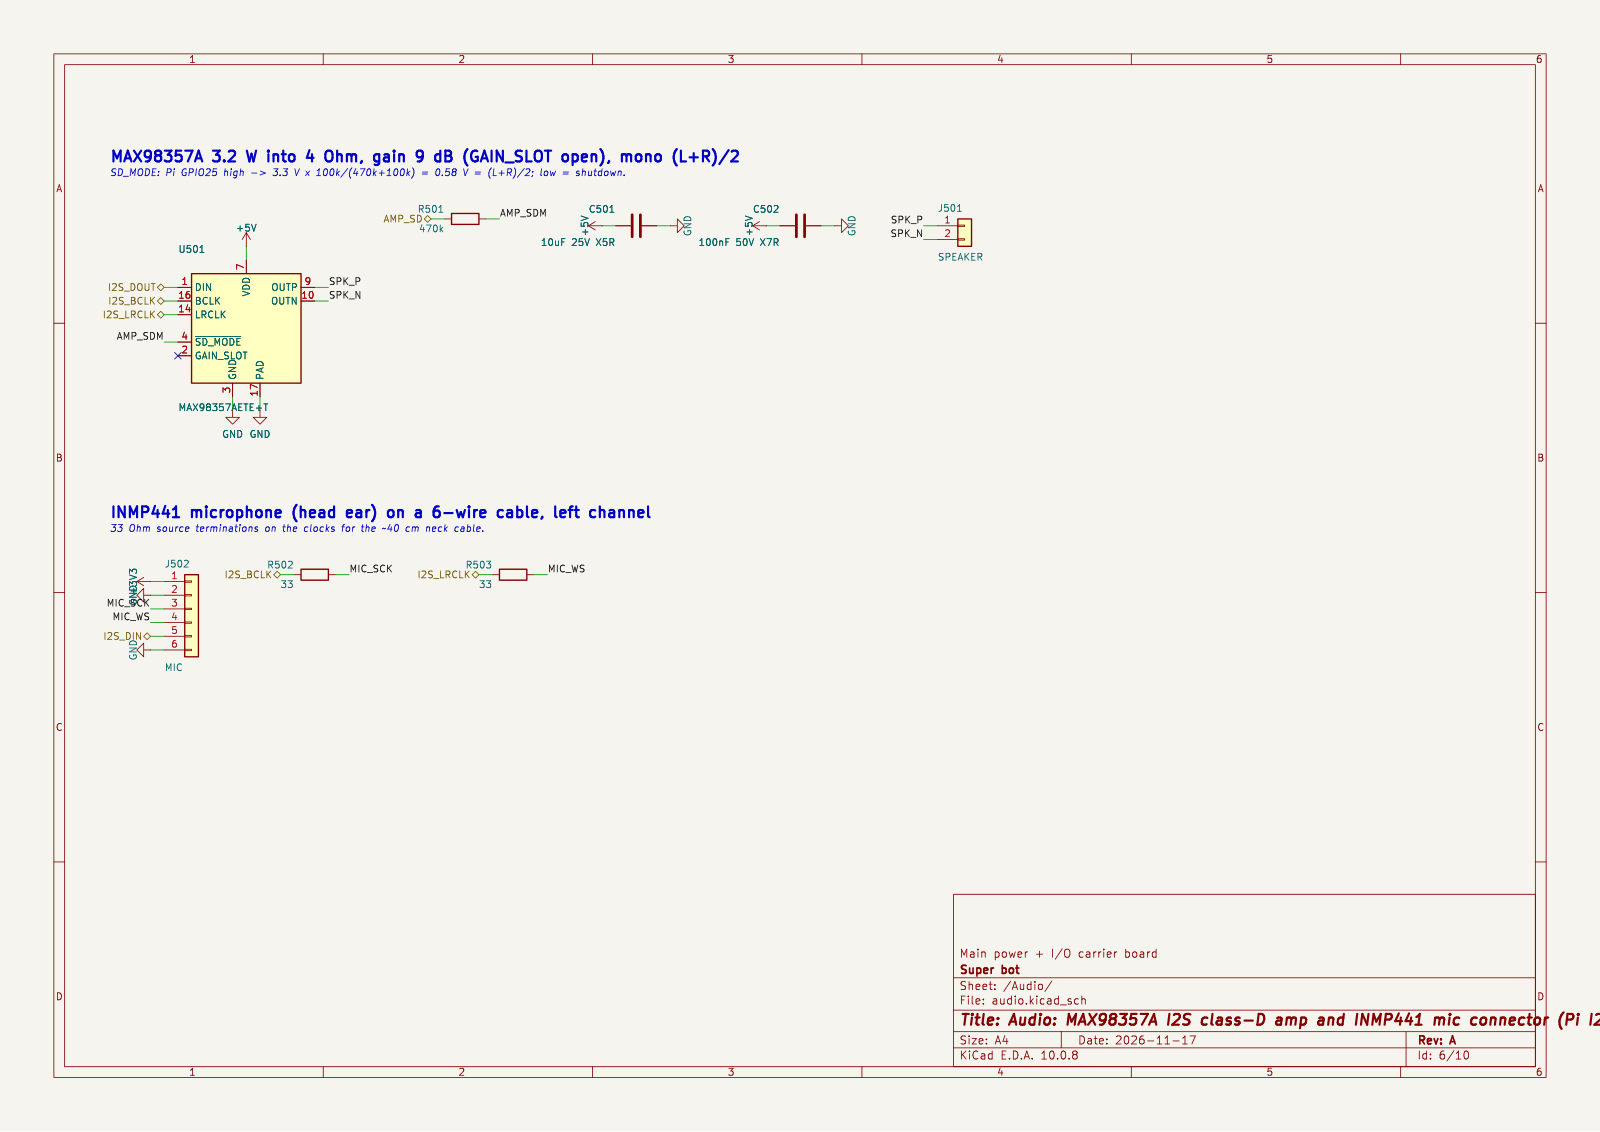 1 2 3 4 5 6
MAX98357A 3.2 W into 4 Ohm, gain 9 dB (GAIN_SLOT open), mono (L+R)/2
SD_MODE: Pi GPIO25 high -> 3.3 V x 100k/(470k+100k) = 0.58 V = (L+R)/2; low = shutdown.
A A
R501
AMP_SD
AMP_SDM
470k
C501
+5V
GND
10uF 25V X5R
C502
+5V
GND
100nF 50V X7R
J501
SPK_P 1
SPK_N 2
SPEAKER
+5V
U501
7
VDD
I2S_DOUT 1 DIN OUTP 9 SPK_P
I2S_BCLK 16 BCLK OUTN 10 SPK_N
I2S_LRCLK 14 LRCLK
AMP_SDM 4 SD_MODE
2 GAIN_SLOT
GND PAD
3 17
MAX98357AETE+T
GND GND
B B
INMP441 microphone (head ear) on a 6-wire cable, left channel
33 Ohm source terminations on the clocks for the ~40 cm neck cable.
J502
1
2
MIC_SCK 3
MIC_WS 4
I2S_DIN 5
GND 6
MIC
R502
I2S_BCLK
MIC_SCK
33
R503
I2S_LRCLK
MIC_WS
33
C C
D D
Main power + I/O carrier board
Super bot
Sheet: /Audio/
File: audio.kicad_sch
Title: Audio: MAX98357A I2S class-D amp and INMP441 mic connector (Pi I2
Size: A4 Date: 2026-11-17 Rev: A
KiCad E.D.A. 10.0.8 Id: 6/10
1 2 3 4 5 6